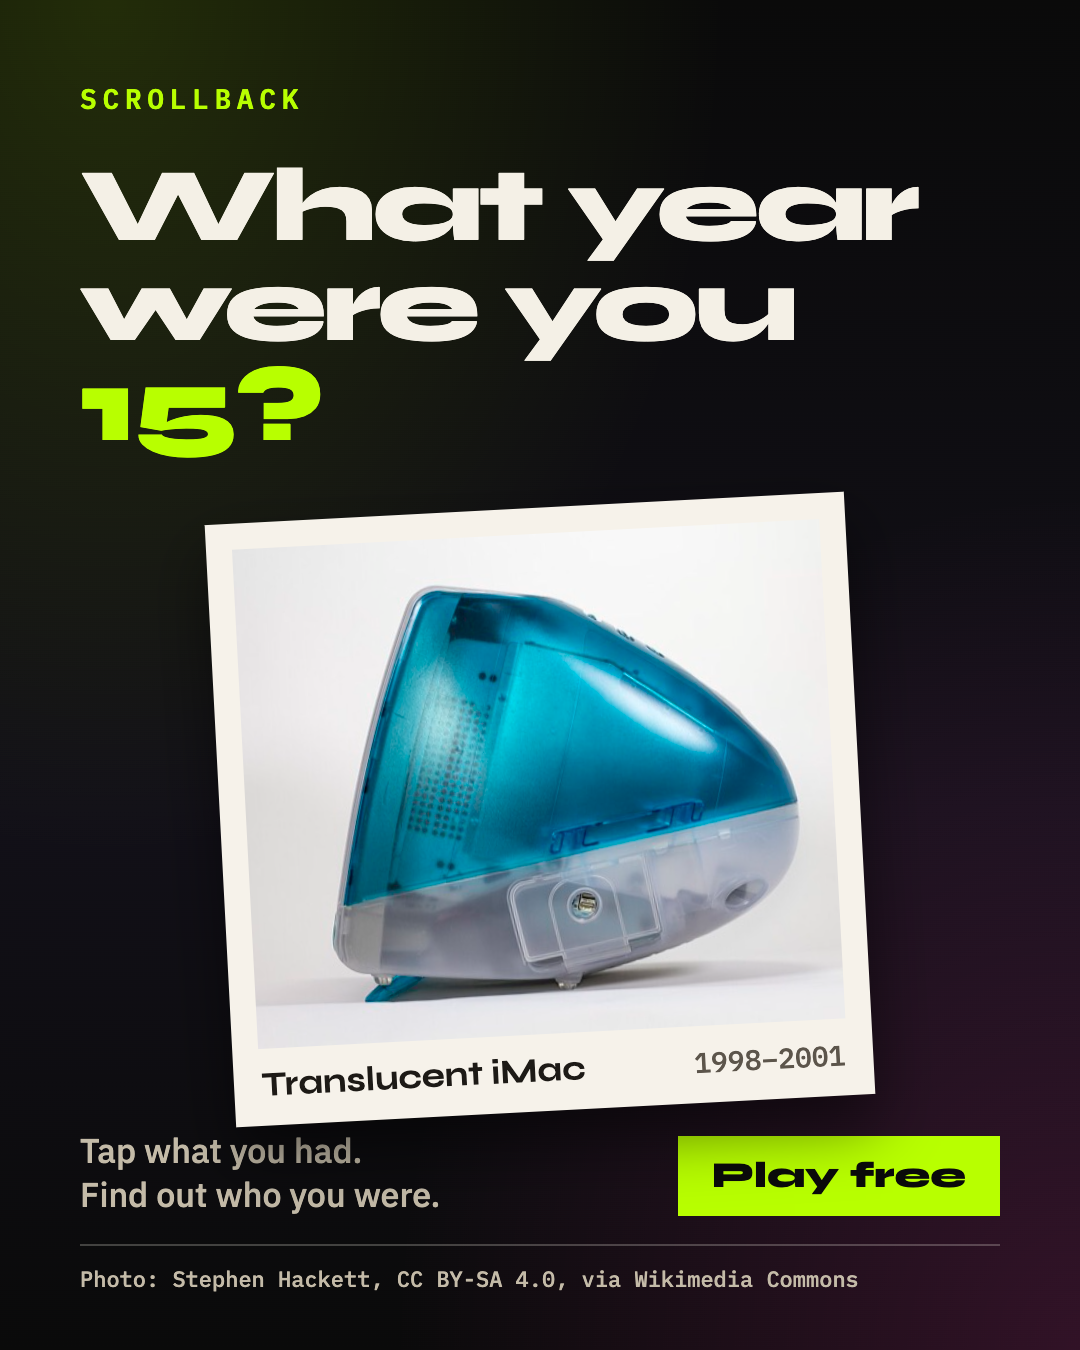 SCROLLBACK
What year
were you
15?
Translucent iMac
1998–2001
Tap what you had.
Find out who you were.
Play free
Photo: Stephen Hackett, CC BY-SA 4.0, via Wikimedia Commons